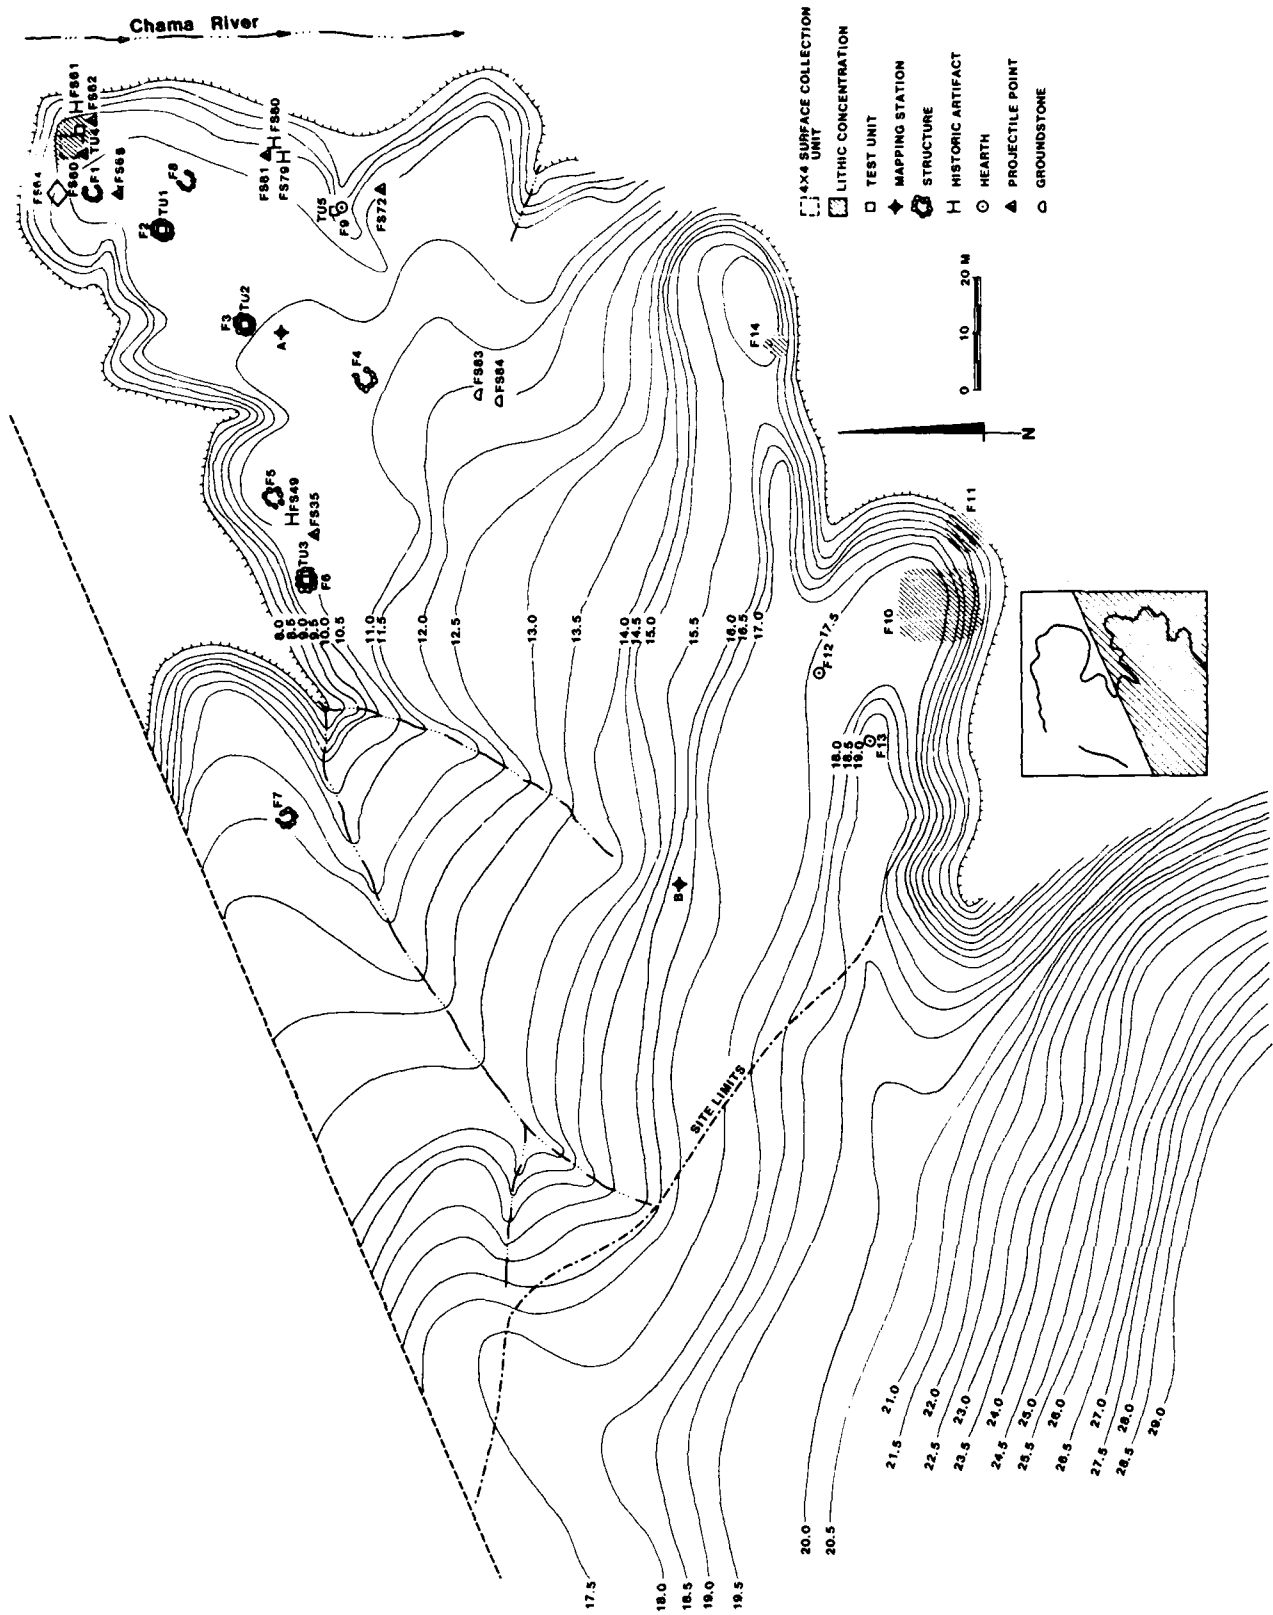 Chama River
FS64
FS60
F1
TU4
FS61
FS62
FS68
F2
TU1
F8
FS81
FS79
FS80
TU5
F9
FS72
F3
TU2
A
F4
FS83
FS84
F5
FS49
FS35
TU3
F6
F7
F14
F11
F10
F12
F13
B
8.0
8.5
9.0
9.5
10.0
10.5
11.0
11.5
12.0
12.5
13.0
13.5
14.0
14.5
15.0
15.5
16.0
16.5
17.0
17.5
18.0
18.5
19.0
SITE LIMITS
17.5
18.0
18.5
19.0
19.5
20.0
20.5
21.0
21.5
22.0
22.5
23.0
23.5
24.0
24.5
25.0
25.5
26.0
26.5
27.0
27.5
28.0
28.5
29.0
4X4 SURFACE COLLECTION
UNIT
LITHIC CONCENTRATION
TEST UNIT
MAPPING STATION
STRUCTURE
HISTORIC ARTIFACT
HEARTH
PROJECTILE POINT
GROUNDSTONE
0 10 20 M
N